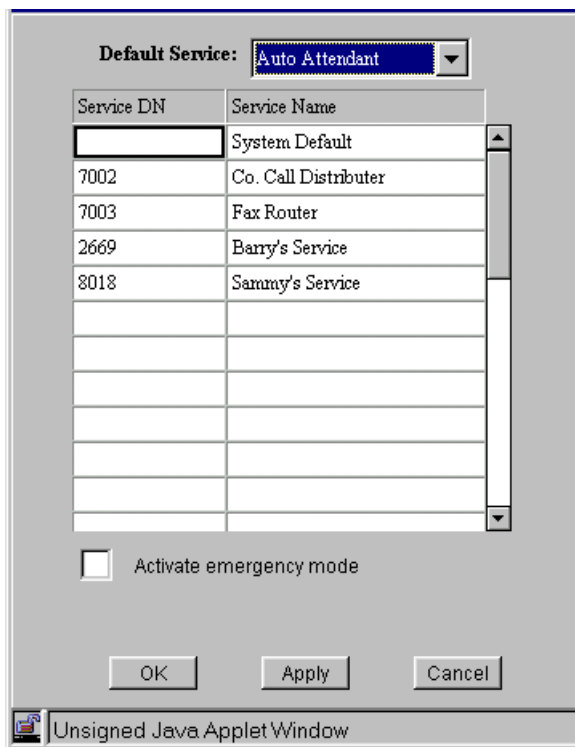 Default Service: Auto Attendant
Service DN Service Name
System Default
7002 Co. Call Distributer
7003 Fax Router
2669 Barry's Service
8018 Sammy's Service
Activate emergency mode
OK Apply Cancel
Unsigned Java Applet Window